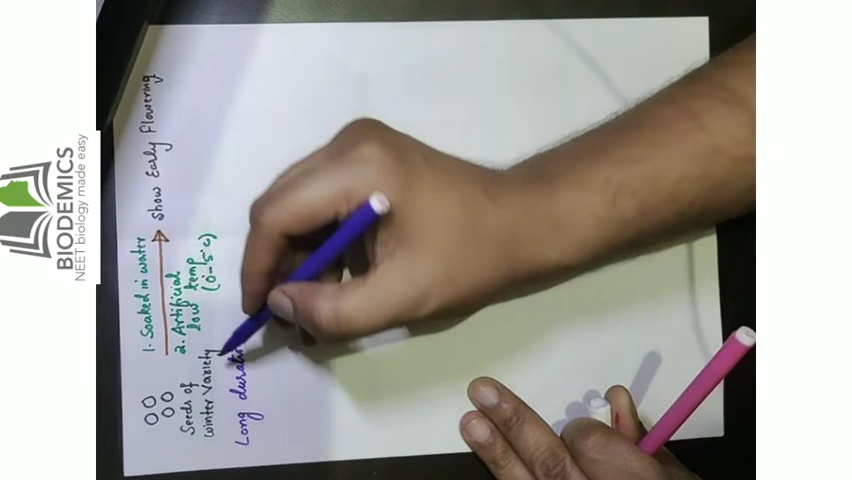 BIODEMICS
NEET biology made easy
1. Soaked in water
Show Early Flowering
2. Artificial
low temp
(0-5°C)
Seeds of
Winter Variety
Long